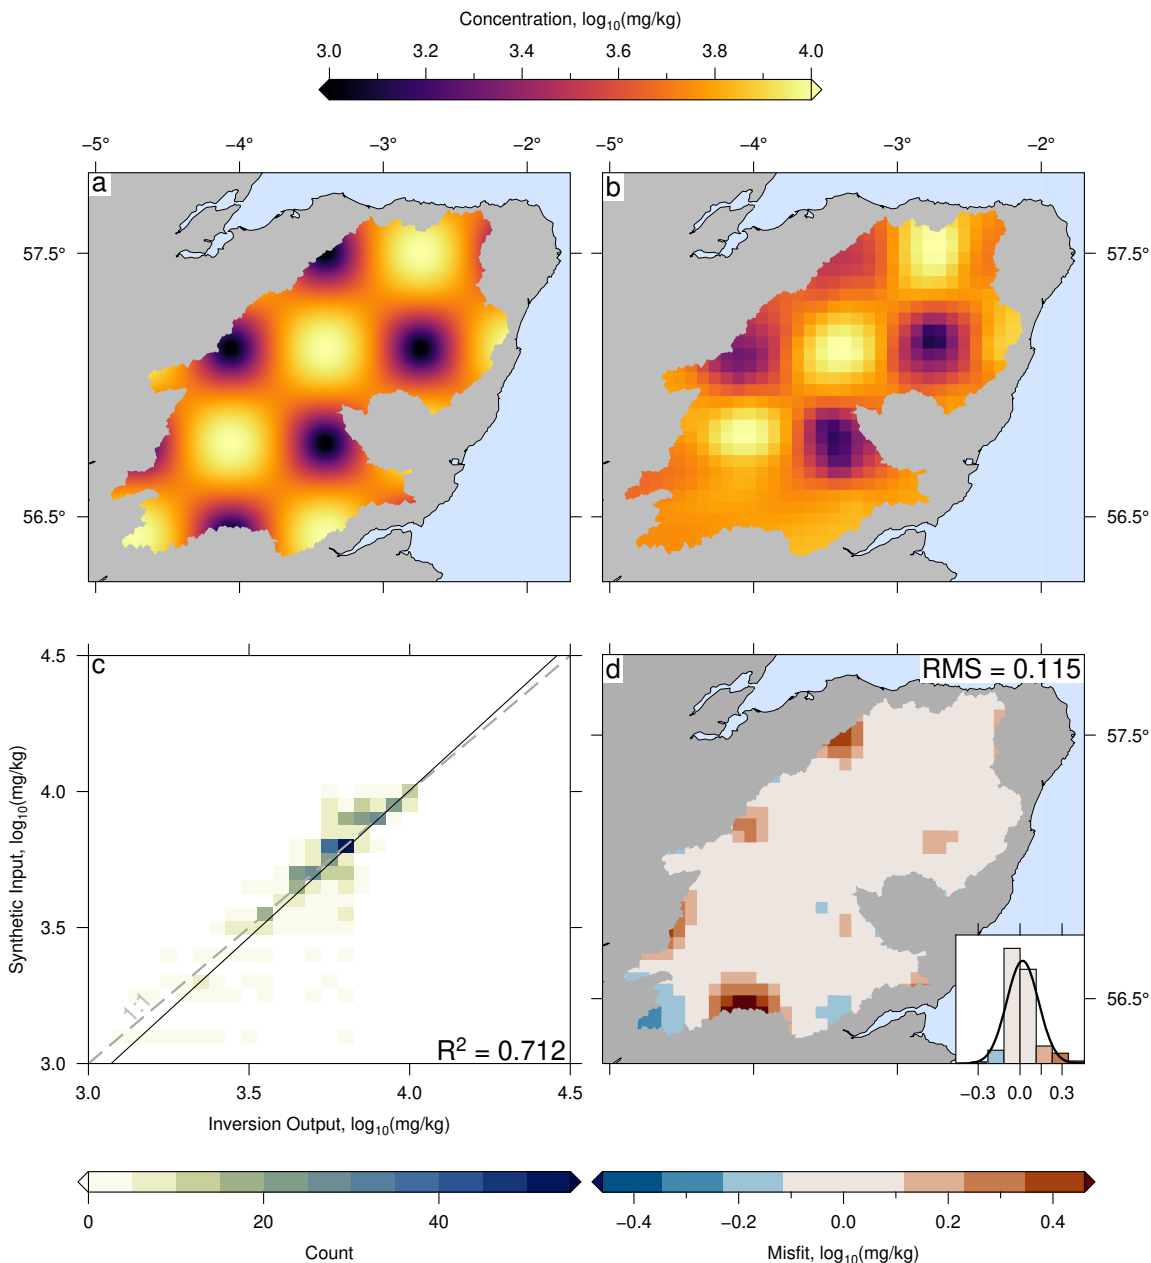 Concentration, log10(mg/kg)
3.0 3.2 3.4 3.6 3.8 4.0
−5° −4° −3° −2° −5° −4° −3° −2°
a
b
57.5° 57.5°
56.5° 56.5°
4.5
c
d
RMS = 0.115
57.5°
4.0
Synthetic Input, log10(mg/kg)
3.5
56.5°
1:1
R² = 0.712
3.0
3.0 3.5 4.0 4.5
−0.3 0.0 0.3
Inversion Output, log10(mg/kg)
0 20 40
Count
−0.4 −0.2 0.0 0.2 0.4
Misfit, log10(mg/kg)